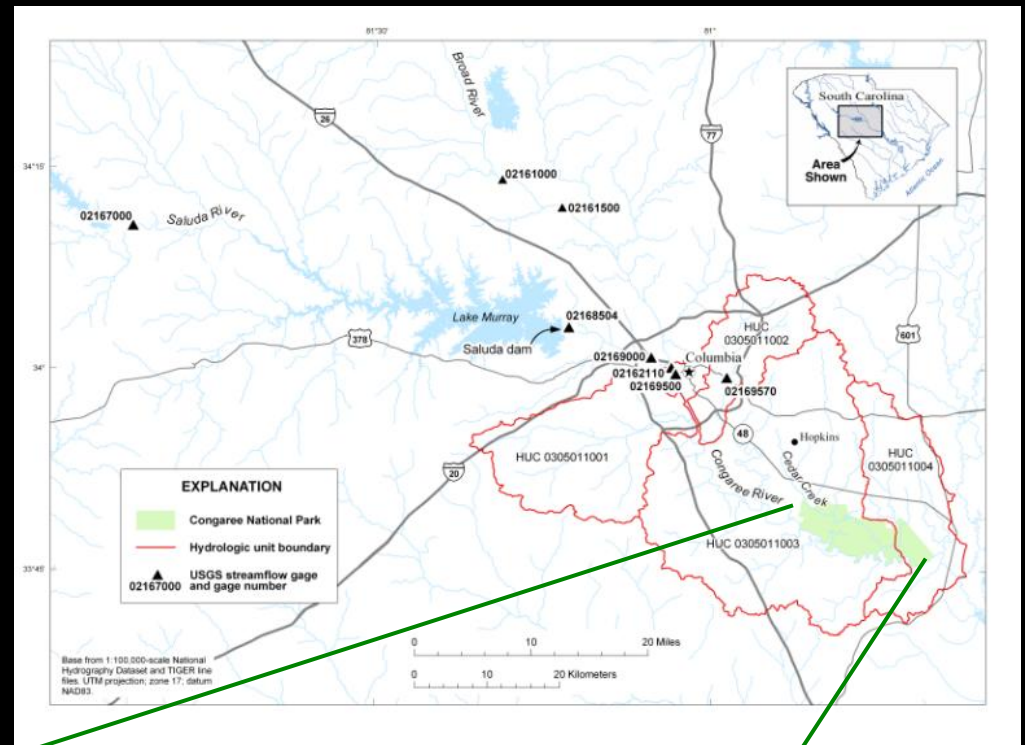 81°30'
81°
Broad River
26
77
South Carolina
Area
Shown
Atlantic Ocean
34°15'
02161000
02161500
02167000
Saluda River
Lake Murray
02168504
Saluda dam
378
HUC
0305011002
601
34°
02169000
Columbia
02162110
02169500
02169570
48
Hopkins
HUC 0305011001
20
Cedar Creek
HUC
0305011004
Congaree River
HUC 0305011003
33°45'
EXPLANATION
Congaree National Park
Hydrologic unit boundary
USGS streamflow gage
and gage number
02167000
0 10 20 Miles
0 10 20 Kilometers
Base from 1:100,000-scale National
Hydrography Dataset and TIGER line
files. UTM projection; zone 17; datum
NAD83.